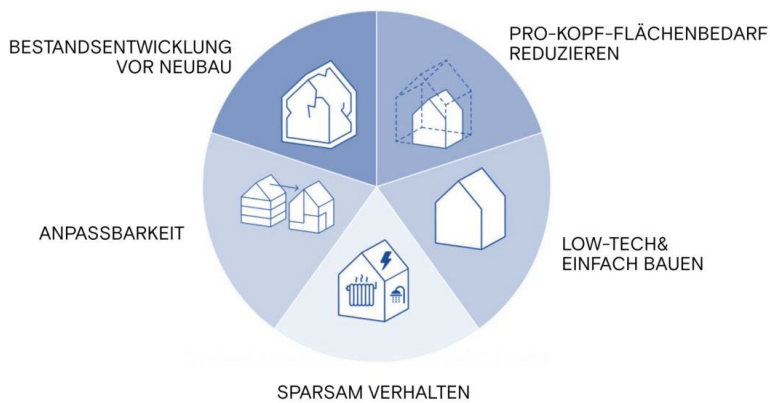 BESTANDSENTWICKLUNG
VOR NEUBAU
PRO-KOPF-FLÄCHENBEDARF
REDUZIEREN
ANPASSBARKEIT
LOW-TECH&
EINFACH BAUEN
SPARSAM VERHALTEN